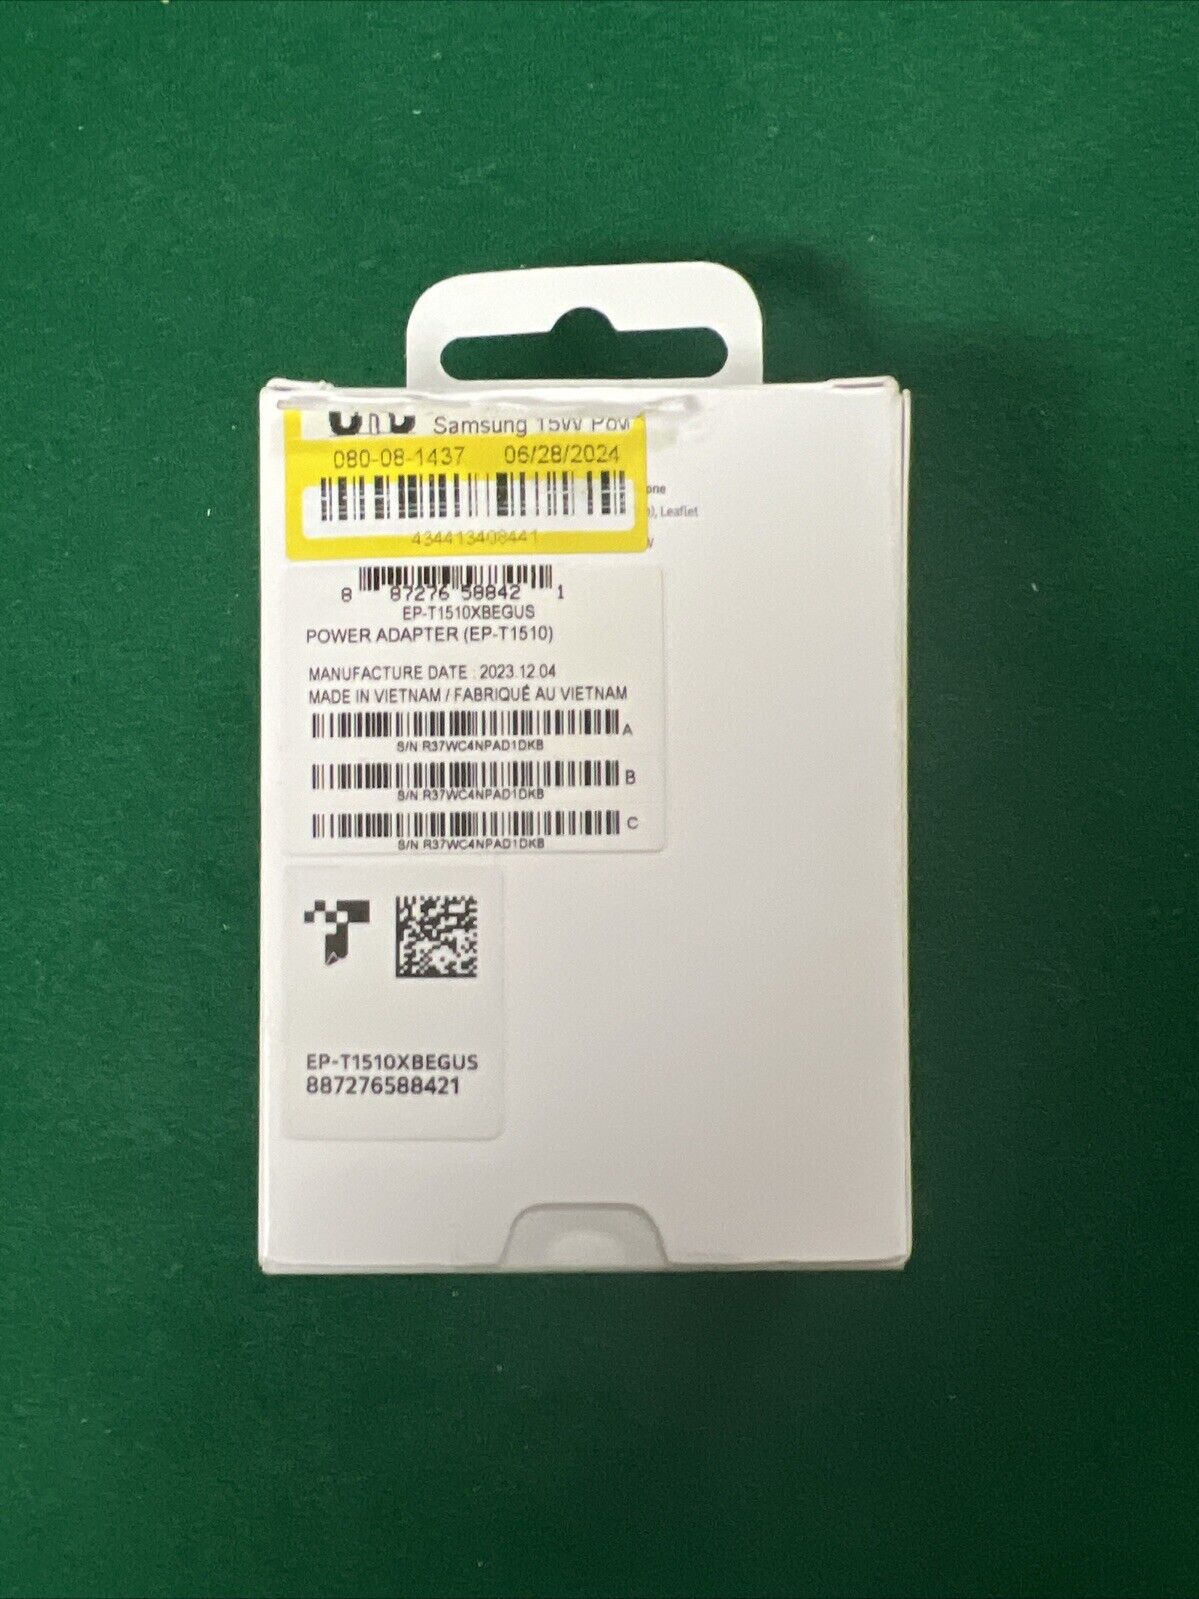 Samsung 15W Pow
080-08-1437 06/28/2024
one
), Leaflet
434413408441
8 87276 58842 1
EP-T1510XBEGUS
POWER ADAPTER (EP-T1510)
MANUFACTURE DATE : 2023.12.04
MADE IN VIETNAM / FABRIQUÉ AU VIETNAM
A
S/N R37WC4NPAD1DKB
B
S/N R37WC4NPAD1DKB
C
S/N R37WC4NPAD1DKB
EP-T1510XBEGUS
887276588421